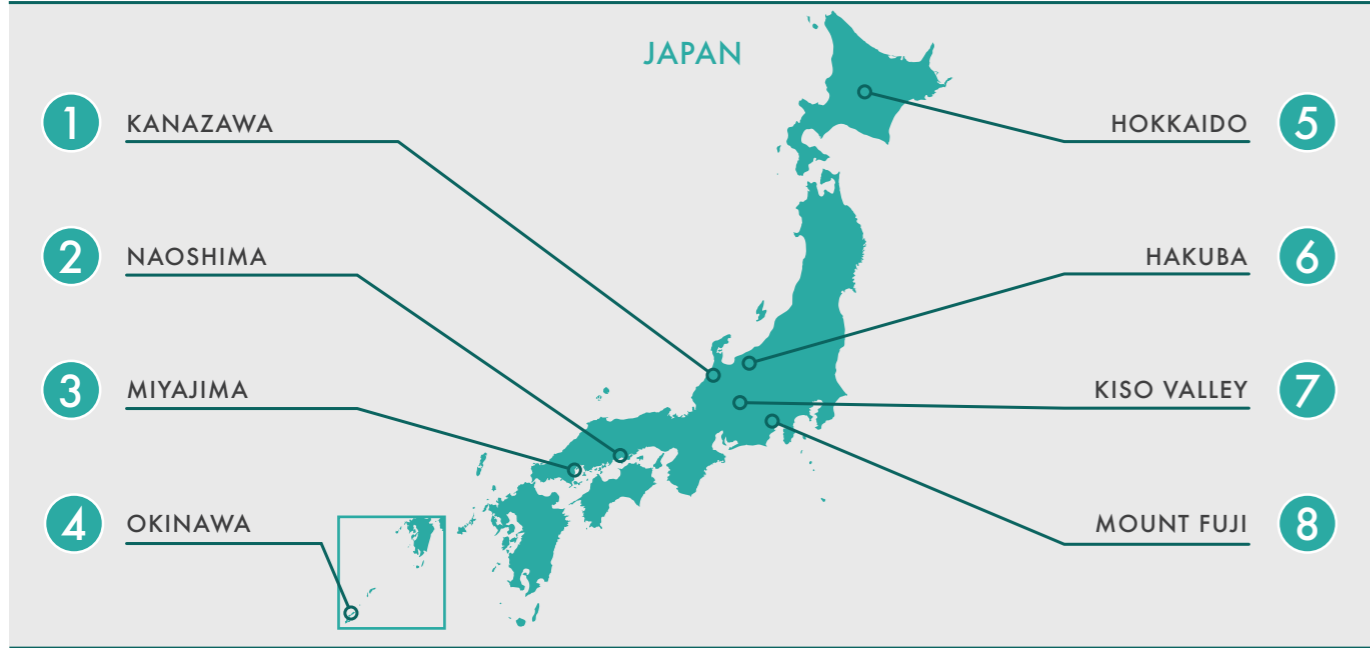 JAPAN
1 KANAZAWA
2 NAOSHIMA
3 MIYAJIMA
4 OKINAWA
HOKKAIDO 5
HAKUBA 6
KISO VALLEY 7
MOUNT FUJI 8